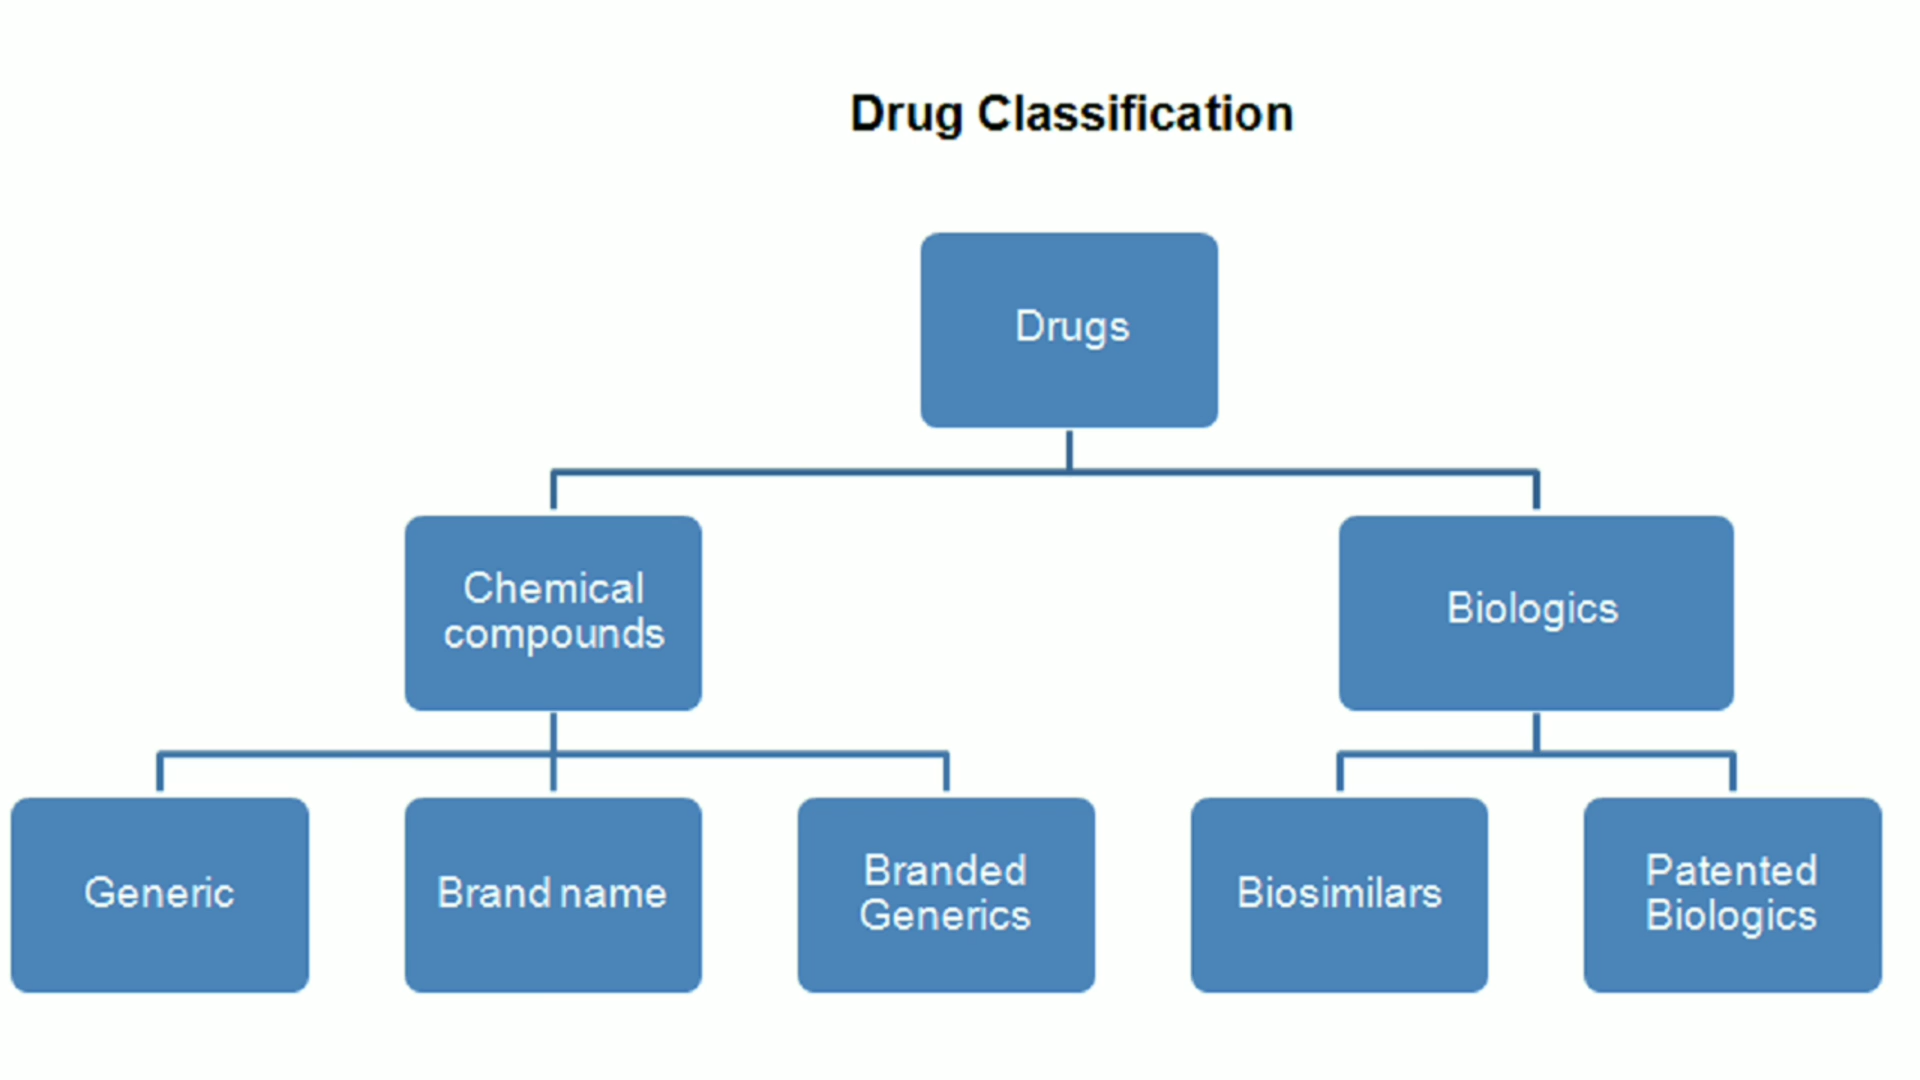 Drug Classification
Drugs
Chemical
compounds
Biologics
Generic
Brand name
Branded
Generics
Biosimilars
Patented
Biologics